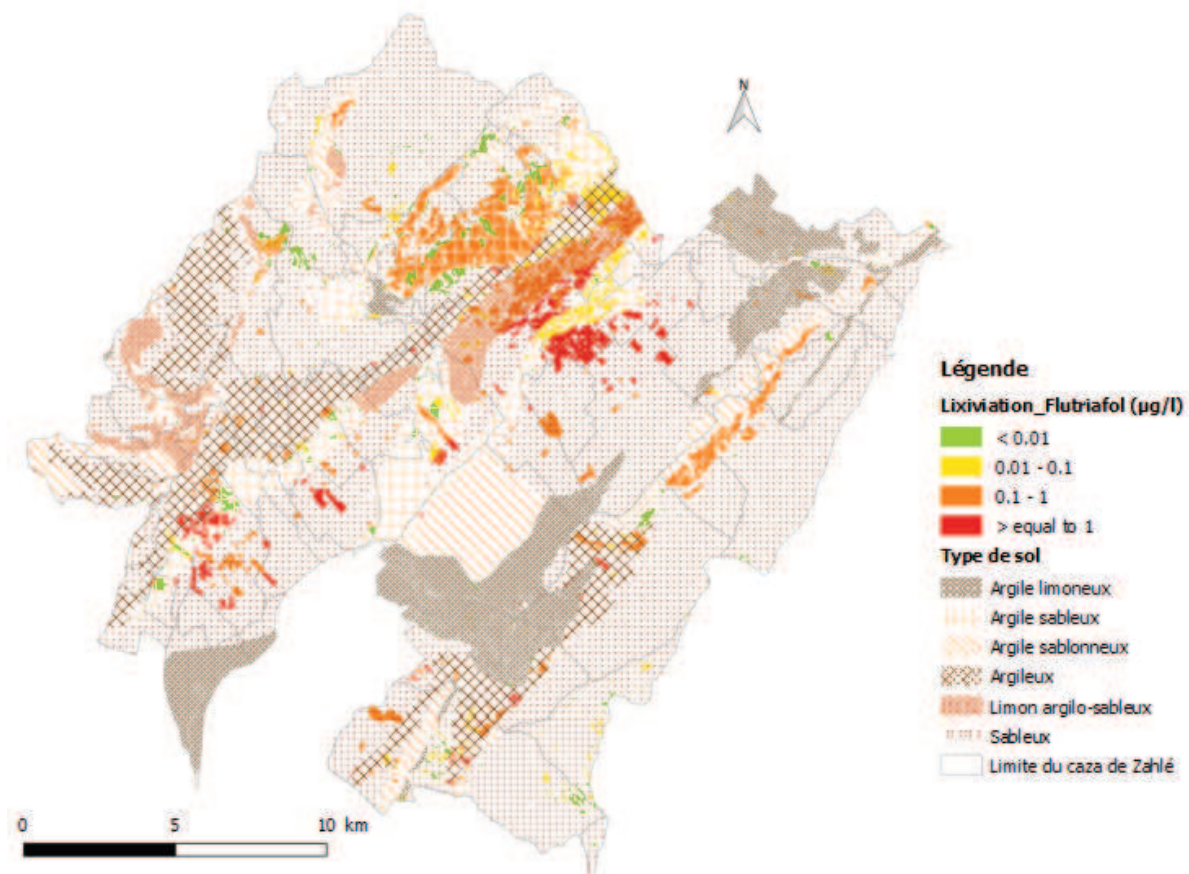 N
Légende
Lixiviation_Flutriafol (µg/l)
< 0.01
0.01 - 0.1
0.1 - 1
> equal to 1
Type de sol
Argile limoneux
Argile sableux
Argile sablonneux
Argileux
Limon argilo-sableux
Sableux
Limite du caza de Zahlé
0 5 10 km